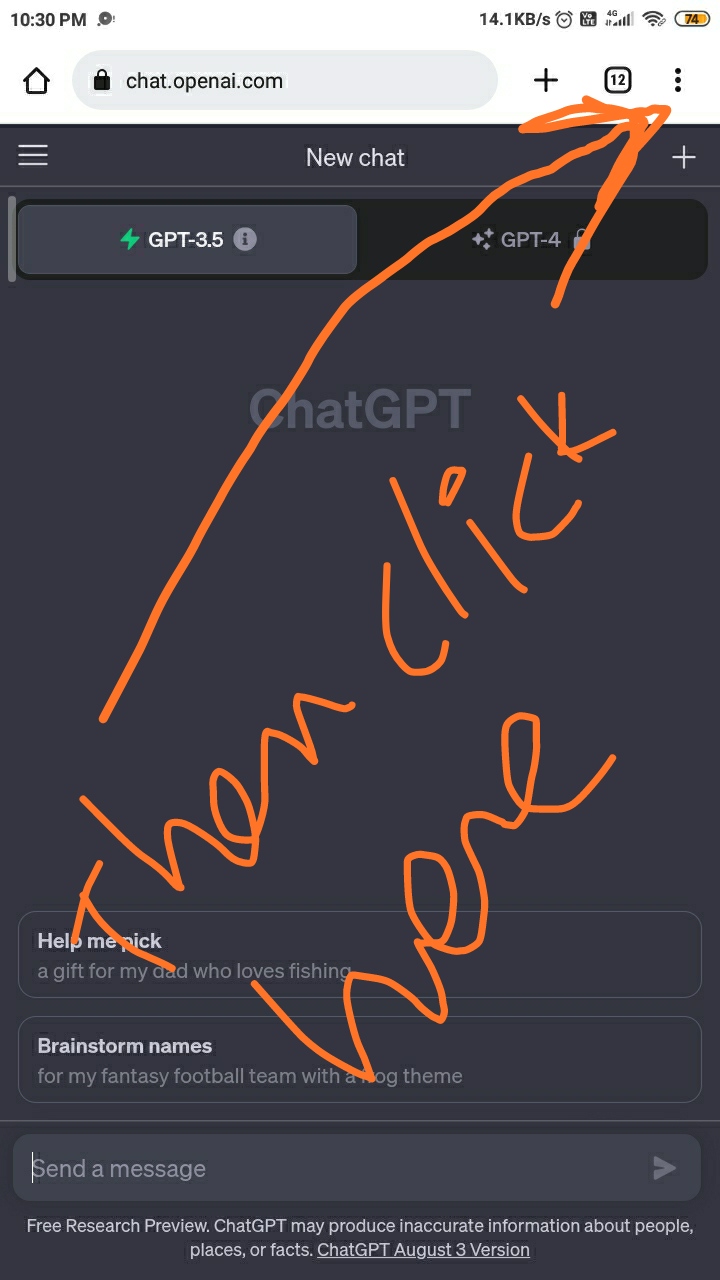 10:30 PM
14.1KB/s Vo LTE 4G 74
chat.openai.com
12
New chat
GPT-3.5
GPT-4
ChatGPT
Then click
here
Help me pick
a gift for my dad who loves fishing
Brainstorm names
for my fantasy football team with a frog theme
Send a message
Free Research Preview. ChatGPT may produce inaccurate information about people,
places, or facts. ChatGPT August 3 Version